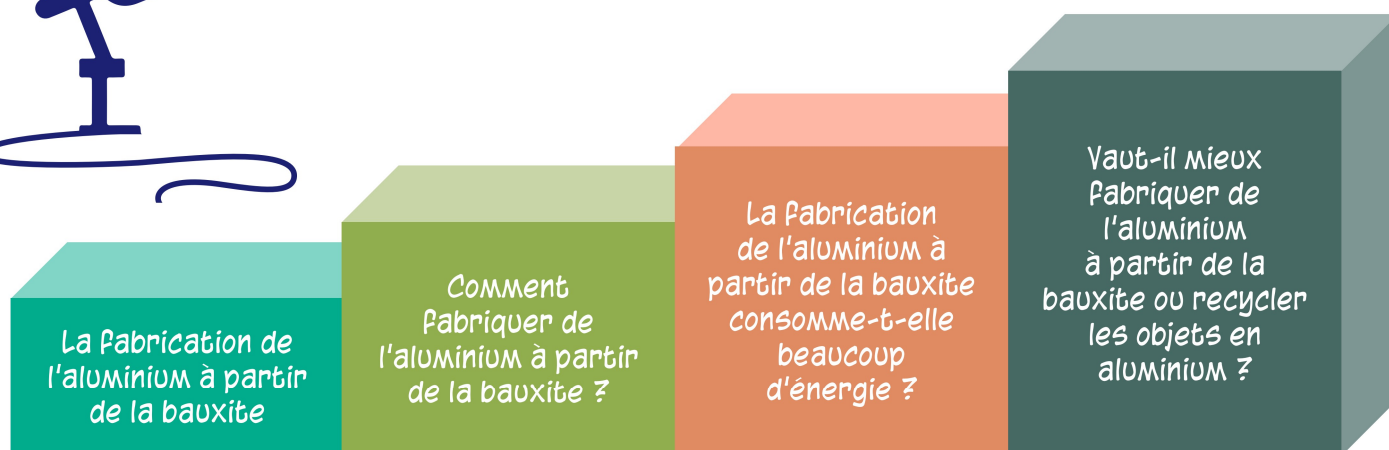 La fabrication de
l'aluminium à partir
de la bauxite
Comment
fabriquer de
l'aluminium à partir
de la bauxite ?
La fabrication
de l'aluminium à
partir de la bauxite
consomme-t-elle
beaucoup
d'énergie ?
Vaut-il mieux
fabriquer de
l'aluminium
à partir de la
bauxite ou recycler
les objets en
aluminium ?